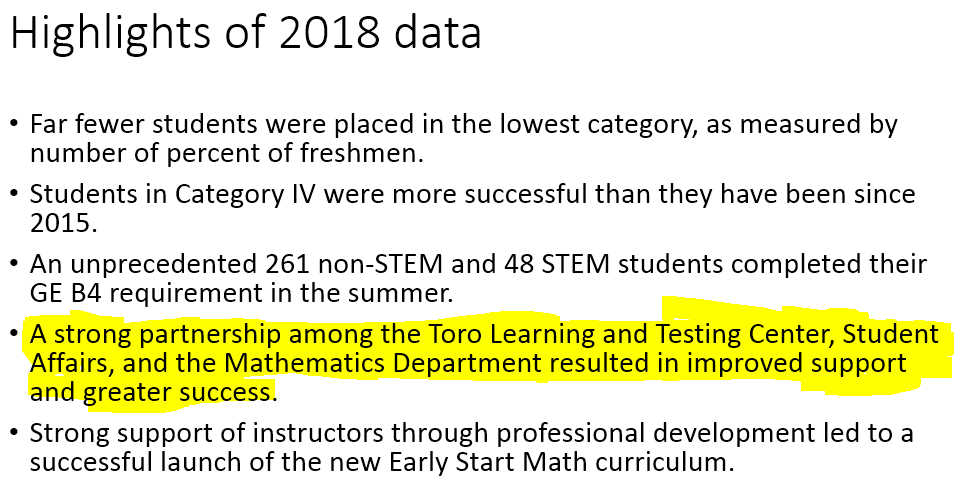 Highlights of 2018 data
• Far fewer students were placed in the lowest category, as measured by
number of percent of freshmen.
• Students in Category IV were more successful than they have been since
2015.
• An unprecedented 261 non-STEM and 48 STEM students completed their
GE B4 requirement in the summer.
• A strong partnership among the Toro Learning and Testing Center, Student
Affairs, and the Mathematics Department resulted in improved support
and greater success.
• Strong support of instructors through professional development led to a
successful launch of the new Early Start Math curriculum.